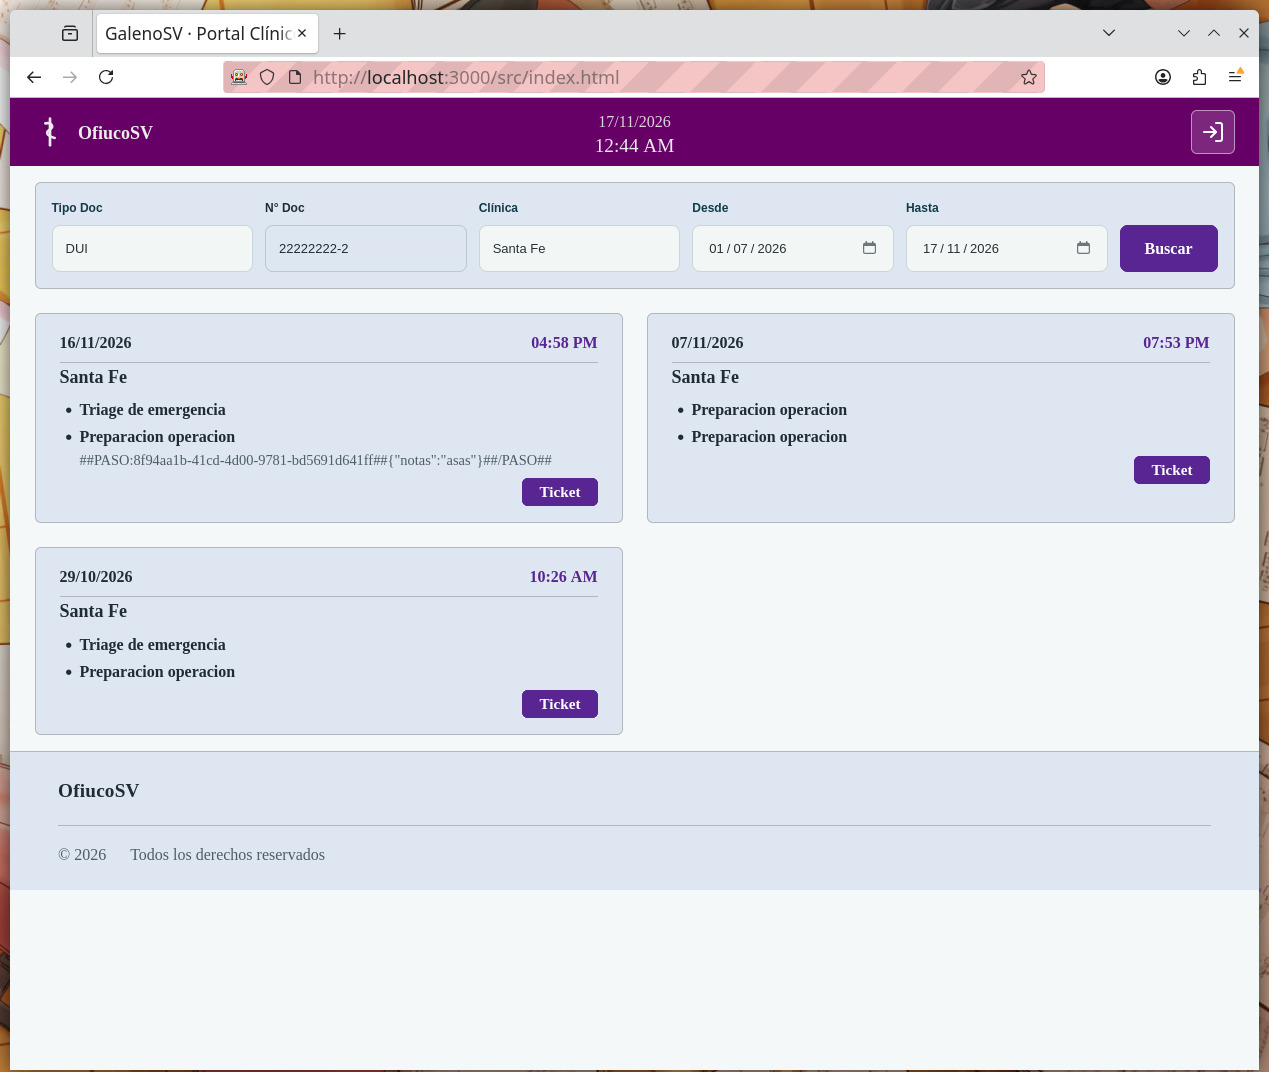 GalenoSV · Portal Clínic
http://localhost:3000/src/index.html
OfiucoSV
17/11/2026
12:44 AM
Tipo Doc
N° Doc
Clínica
Desde
Hasta
DUI
22222222-2
Santa Fe
01 / 07 / 2026
17 / 11 / 2026
Buscar
16/11/2026
04:58 PM
Santa Fe
Triage de emergencia
Preparacion operacion
##PASO:8f94aa1b-41cd-4d00-9781-bd5691d641ff##{"notas":"asas"}##/PASO##
Ticket
07/11/2026
07:53 PM
Santa Fe
Preparacion operacion
Preparacion operacion
Ticket
29/10/2026
10:26 AM
Santa Fe
Triage de emergencia
Preparacion operacion
Ticket
OfiucoSV
© 2026 Todos los derechos reservados